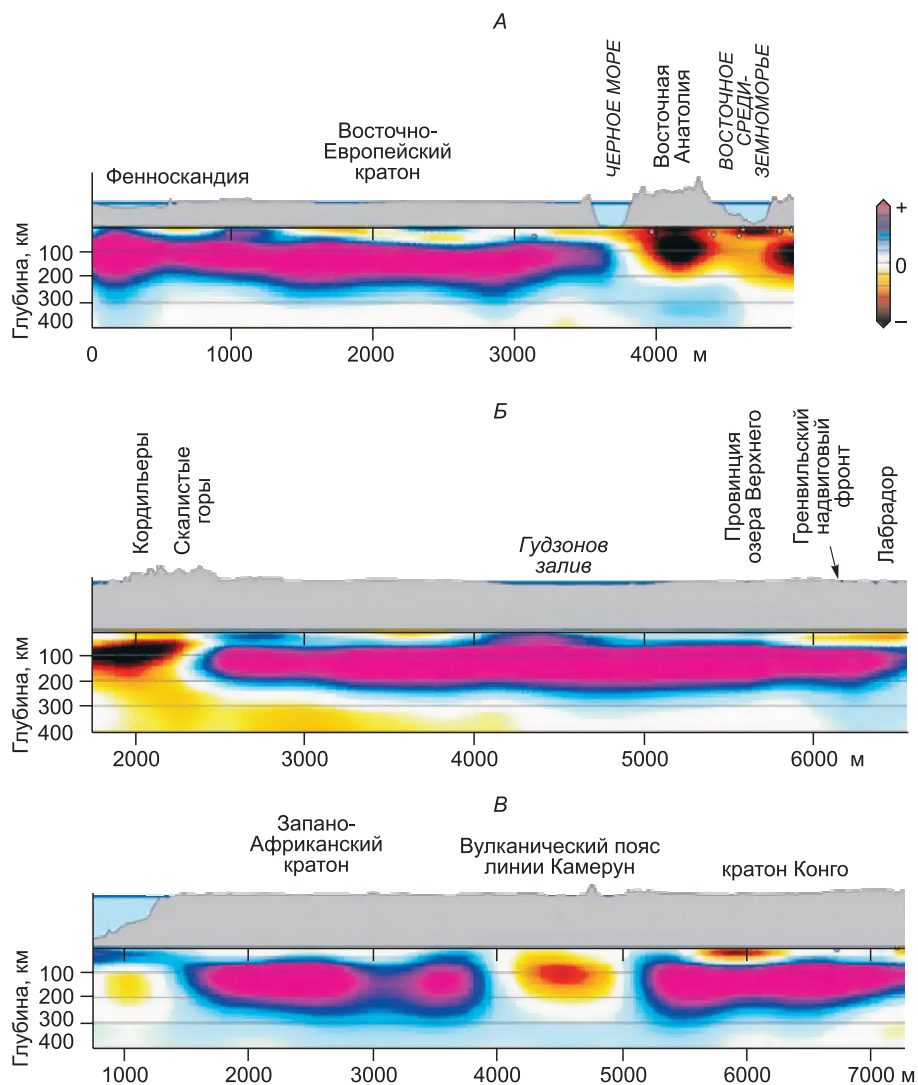 А
Фенноскандия
Восточно-
Европейский
кратон
ЧЕРНОЕ МОРЕ
Восточная
Анатолия
ВОСТОЧНОЕ
СРЕДИ-
ЗЕМНОМОРЬЕ
Глубина, км
100
200
300
400
0 1000 2000 3000 4000 м
+
0
–
Б
Кордильеры
Скалистые
горы
Гудзонов
залив
Провинция
озера Верхнего
Гренвильский
надвиговый
фронт
Лабрадор
Глубина, км
100
200
300
400
2000 3000 4000 5000 6000 м
В
Запано-
Африканский
кратон
Вулканический пояс
линии Камерун
кратон Конго
Глубина, км
100
200
300
400
1000 2000 3000 4000 5000 6000 7000 м